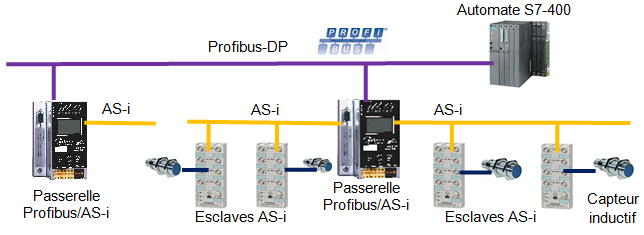 Automate S7-400
PROFI
BUS
Profibus-DP
AS-i
AS-i
AS-i
Passerelle
Profibus/AS-i
Esclaves AS-i
Passerelle
Profibus/AS-i
Esclaves AS-i
Capteur
inductif